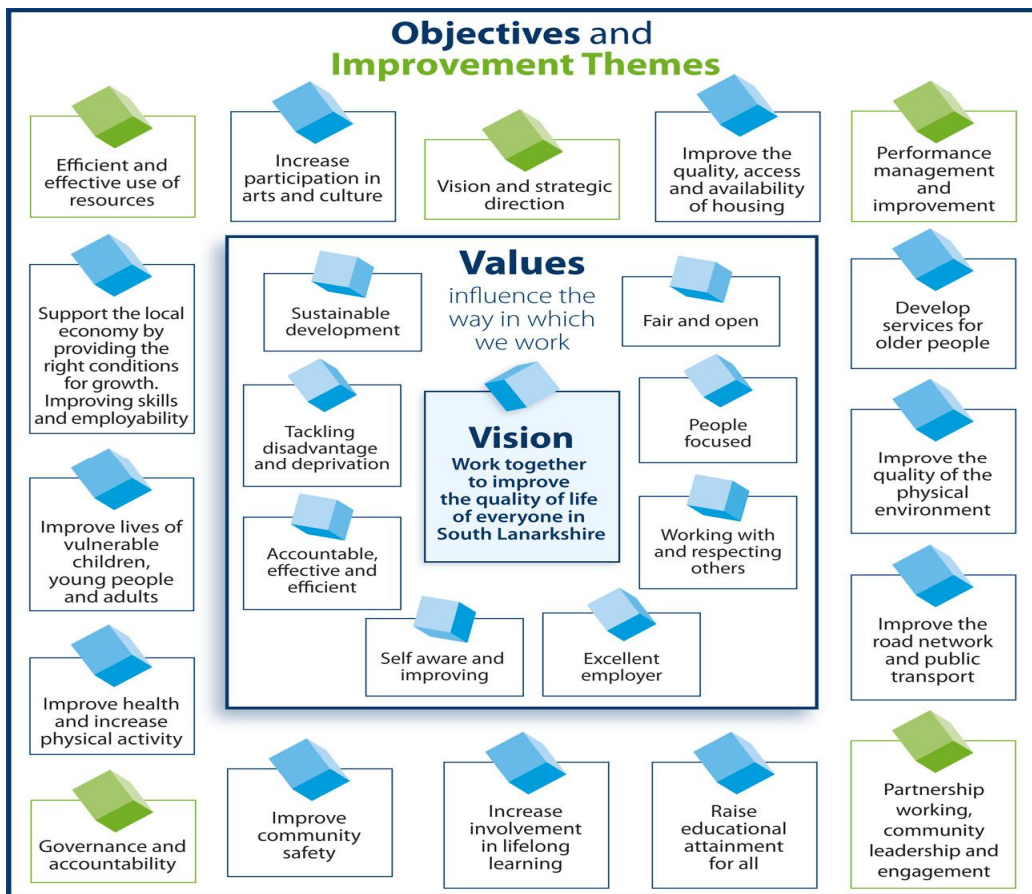 Objectives and
Improvement Themes
Efficient and
effective use of
resources
Increase
participation in
arts and culture
Vision and strategic
direction
Improve the
quality, access
and availability
of housing
Performance
management
and
improvement
Support the local
economy by
providing the
right conditions
for growth.
Improving skills
and employability
Improve lives of
vulnerable
children,
young people
and adults
Improve health
and increase
physical activity
Governance and
accountability
Values
influence the
way in which
we work
Sustainable
development
Fair and open
Tackling
disadvantage
and deprivation
People
focused
Vision
Work together
to improve
the quality of life
of everyone in
South Lanarkshire
Accountable,
effective and
efficient
Working with
and respecting
others
Self aware and
improving
Excellent
employer
Develop
services for
older people
Improve the
quality of the
physical
environment
Improve the
road network
and public
transport
Improve
community
safety
Increase
involvement
in lifelong
learning
Raise
educational
attainment
for all
Partnership
working,
community
leadership and
engagement